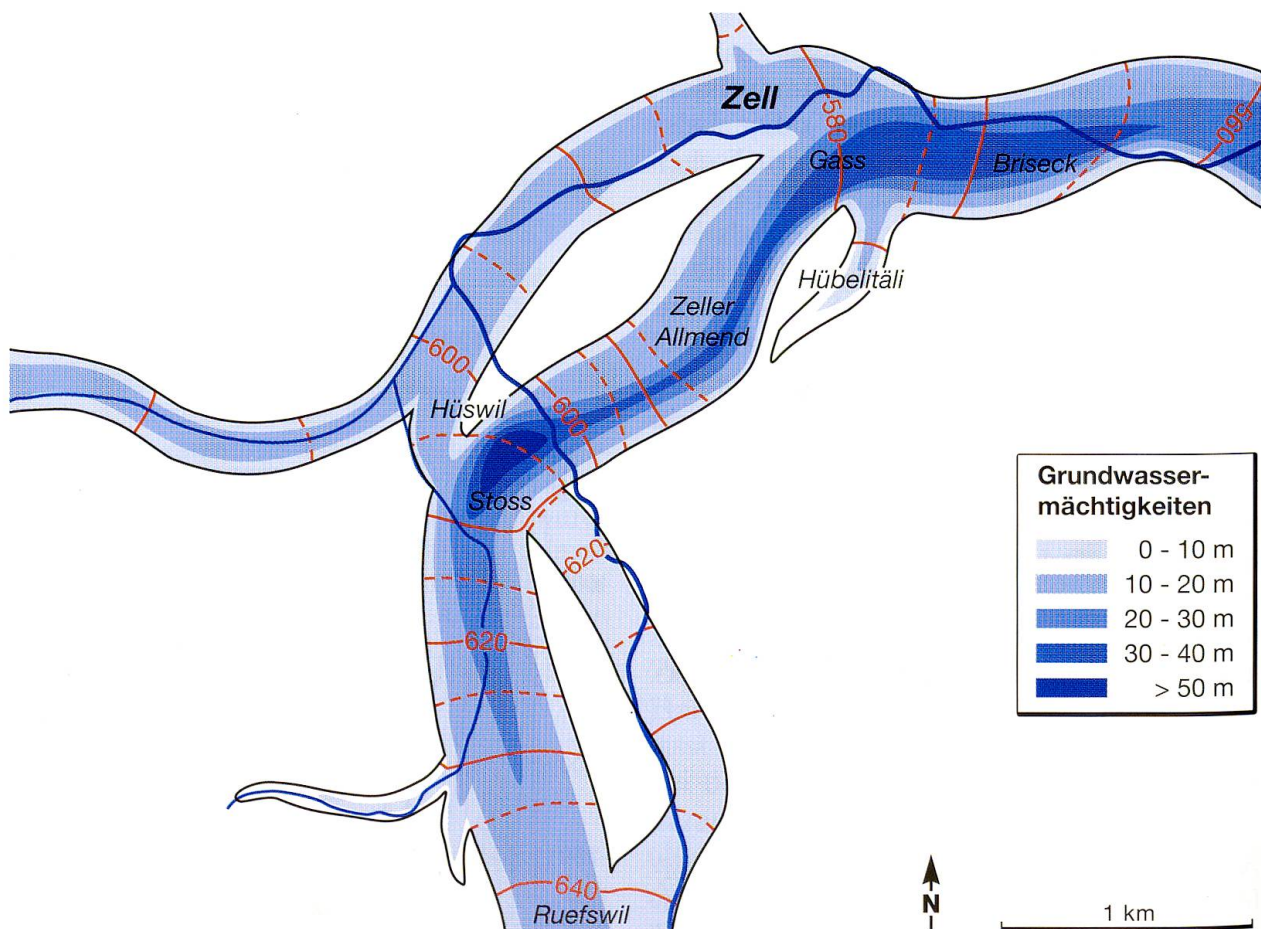 Zell
580
Gass
Briseck
560
Hübelitäli
Zeller
Allmend
600
Hüswil
600
Stoss
620
620
640
Ruefswil
Grundwasser-
mächtigkeiten
0 - 10 m
10 - 20 m
20 - 30 m
30 - 40 m
> 50 m
N
1 km